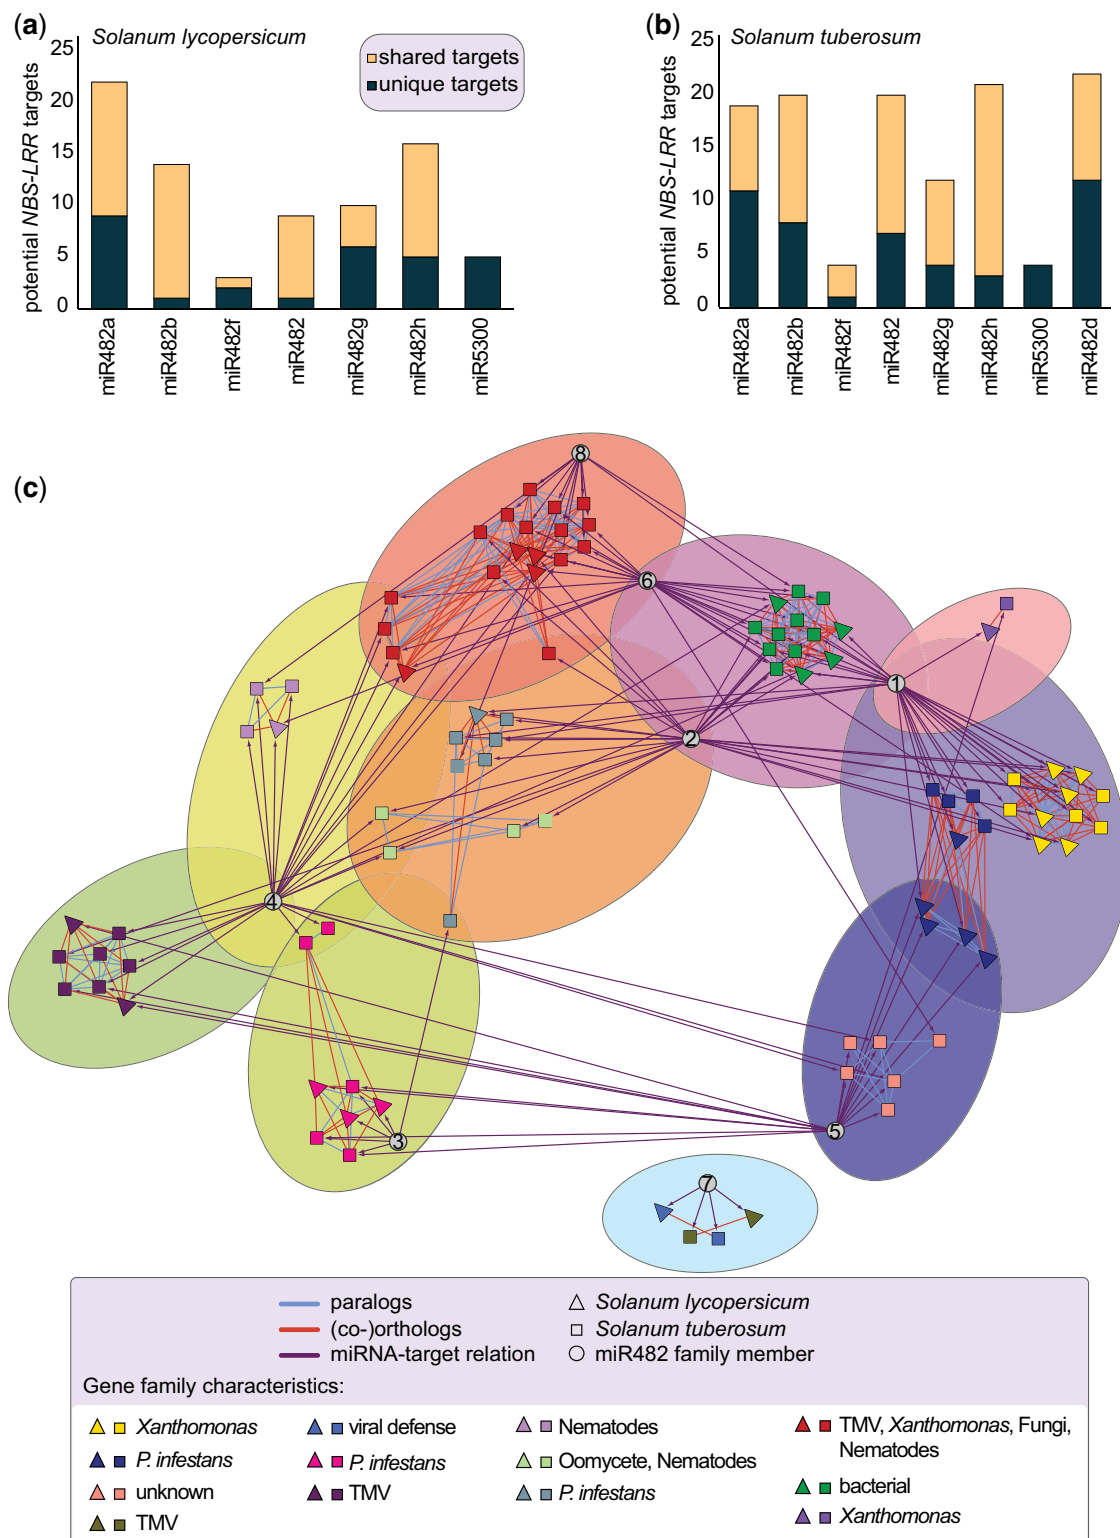 (a)
Solanum lycopersicum
shared targets
unique targets
potential NBS-LRR targets
25
20
15
10
5
0
miR482a
miR482b
miR482f
miR482
miR482g
miR482h
miR5300
(b)
Solanum tuberosum
potential NBS-LRR targets
25
20
15
10
5
0
miR482a
miR482b
miR482f
miR482
miR482g
miR482h
miR5300
miR482d
(c)
8
6
1
2
4
3
5
7
paralogs
(co-)orthologs
miRNA-target relation
Solanum lycopersicum
Solanum tuberosum
miR482 family member
Gene family characteristics:
Xanthomonas
P. infestans
unknown
TMV
viral defense
P. infestans
TMV
Nematodes
Oomycete, Nematodes
P. infestans
TMV, Xanthomonas, Fungi,
Nematodes
bacterial
Xanthomonas